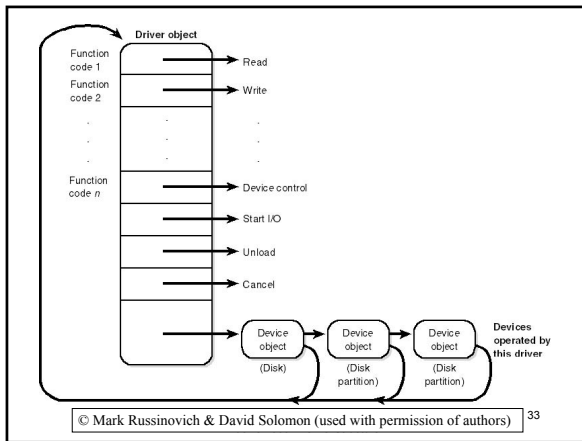 Driver object
Function
code 1
Read
Function
code 2
Write
. . .
. . .
. . .
Function
code n
Device control
Start I/O
Unload
Cancel
Device
object
Device
object
Device
object
Devices
operated by
this driver
(Disk)
(Disk
partition)
(Disk
partition)
© Mark Russinovich & David Solomon (used with permission of authors)
33